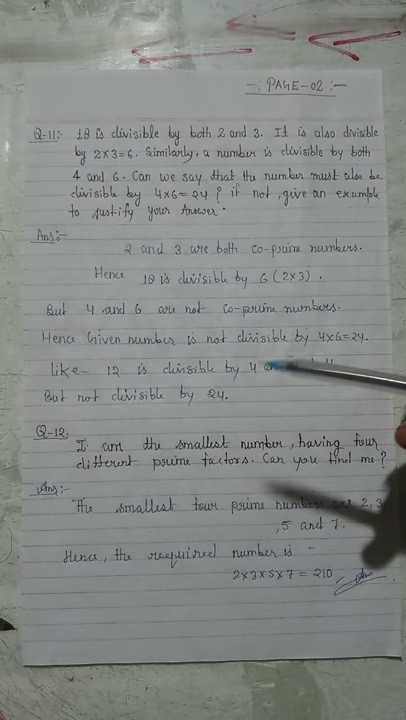 -: PAGE-02 :-
Q-11:- 18 is divisible by both 2 and 3. It is also divisible
by 2×3=6. Similarly, a number is divisible by both
4 and 6. Can we say that the number must also be
divisible by 4×6=24? if not, give an example
to justify your Answer.
Ans:-
2 and 3 are both co-prime numbers.
Hence 18 is divisible by 6 (2×3).
But 4 and 6 are not co-prime numbers.
Hence Given number is not divisible by 4×6=24.
Like- 12 is divisible by 4
But not divisible by 24.
Q-12.
I am the smallest number, having four
different prime factors. Can you find me?
Ans:-
The smallest four prime numbers are 2, 3
, 5 and 7.
Hence, the required number is -
2×3×5×7 = 210